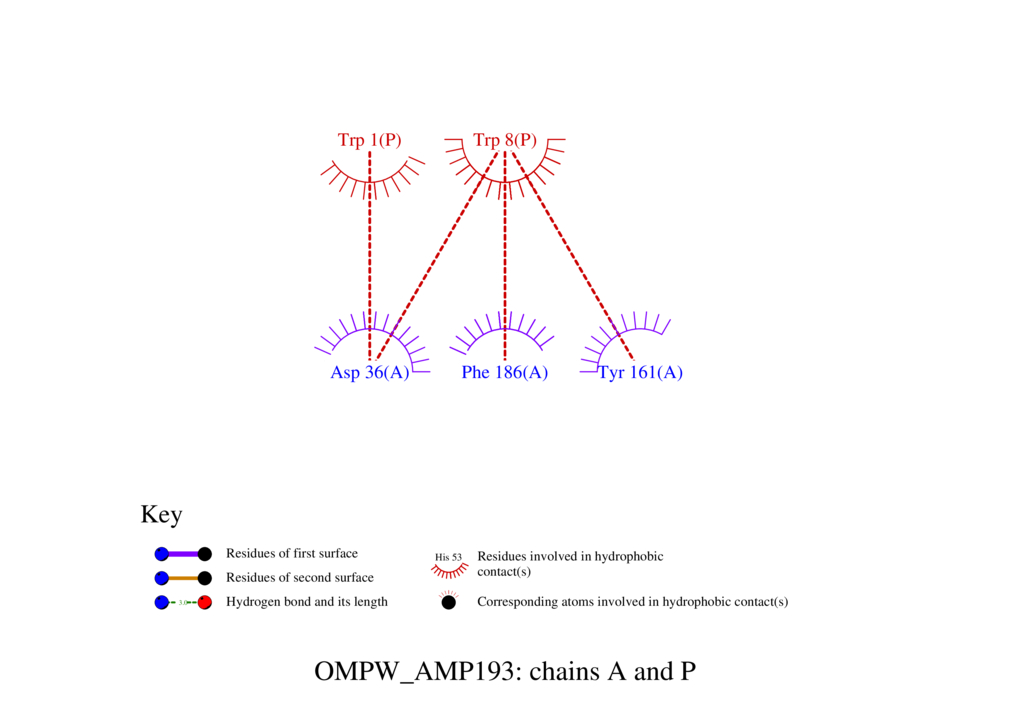 Trp 1(P) Trp 8(P)
Asp 36(A) Phe 186(A) Tyr 161(A)
Key
Residues of first surface
Residues of second surface
3.0 Hydrogen bond and its length
His 53 Residues involved in hydrophobic
contact(s)
Corresponding atoms involved in hydrophobic contact(s)
OMPW_AMP193: chains A and P